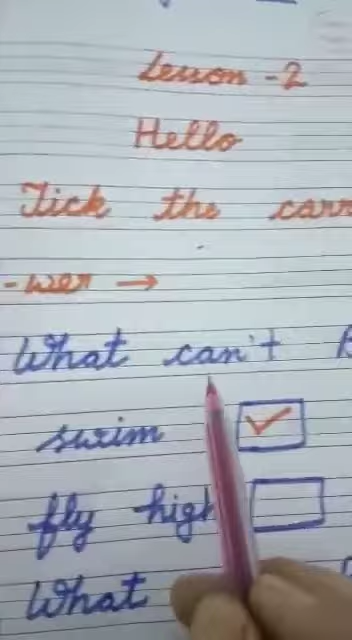 Lesson - 2
Hello
Tick the
-wer →
What can't
swim
fly high
What